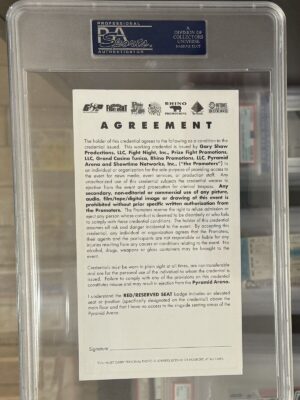 PROFESSIONAL
PSA
AUTHENTICATOR
A DIVISION OF
COLLECTORS
UNIVERSE
RHINO
AGREEMENT
The holder of this credential agrees to the following as a condition to the
credential issued. This working credential is issued by Gary Shaw
Productions, LLC, Fight Night, Inc., Prize Fight Promotions,
LLC, Grand Casino Tunica, Rhino Promotions, LLC, Pyramid
Arena and Showtime Networks, Inc. ("the Promoters") to
an individual or organization for the sole purpose of providing access to
the event for news media, event organization, or production staff. Any
unauthorized use of this credential subjects the credential holder to
ejection from the event and prosecution for criminal trespass. Any
secondary, non-editorial or commercial use of any picture,
audio, film/tape/digital image or drawing of this event is
prohibited without prior specific written authorization from
the Promoters. The Promoters reserve the right to refuse admission or
eject any person whose conduct is deemed to be disorderly or who fails
to comply with these credential conditions. The holder of this credential
assumes all risk and danger incidental to the event. By accepting this
credential, any individual or organization agrees that the Promoters,
their agents and the participants are not responsible or liable for any
injuries resulting from any causes or conditions relating to the event. No
alcohol, drugs, weapons or glass containers may be brought to the
event.
Credentials must be worn in plain sight at all times, are non-transferable
and are for the personal use of the individual to whom the credential is
issued. Failure to comply with any of the provisions on this credential
constitutes misuse and may result in ejection from the Pyramid Arena.
I understand the RED/RESERVED SEAT badge includes an elevated
seat or position (specifically designated on the credential) above the
main floor and that I have no access to the ringside seating areas of the
Pyramid Arena.
Signature